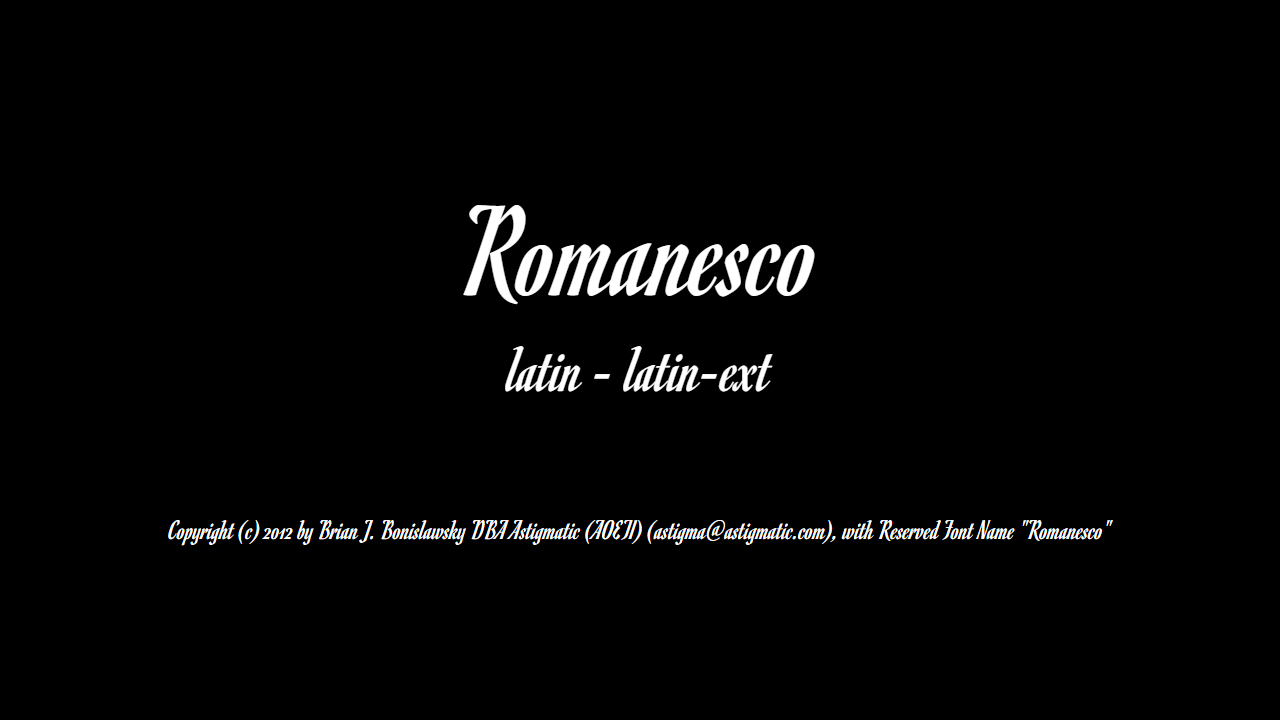 Romanesco
latin - latin-ext
Copyright (c) 2012 by Brian J. Bonislawsky DBA Astigmatic (AOETI) (astigma@astigmatic.com), with Reserved Font Name "Romanesco"